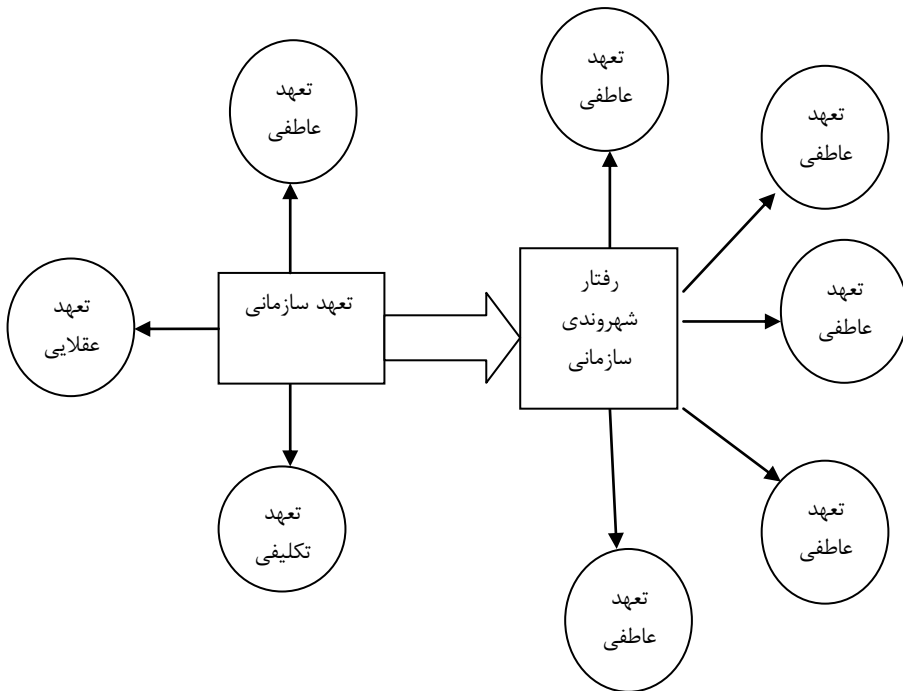 تعهد
عاطفی
تعهد
عاطفی
تعهد
عاطفی
رفتار
شهروندی
سازمانی
تعهد سازمانی
تعهد
عقلایی
تعهد
عاطفی
تعهد
عاطفی
تعهد
تکلیفی
تعهد
عاطفی